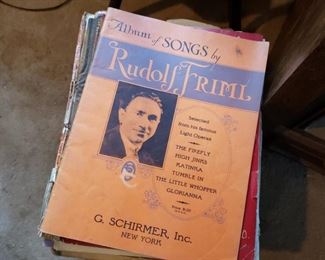 Album of SONGS by
Rudolf FRIML
Selected
from his famous
Light Operas
THE FIREFLY
HIGH JINKS
KATINKA
TUMBLE IN
THE LITTLE WHOPPER
GLORIANNA
G. SCHIRMER, Inc.
NEW YORK